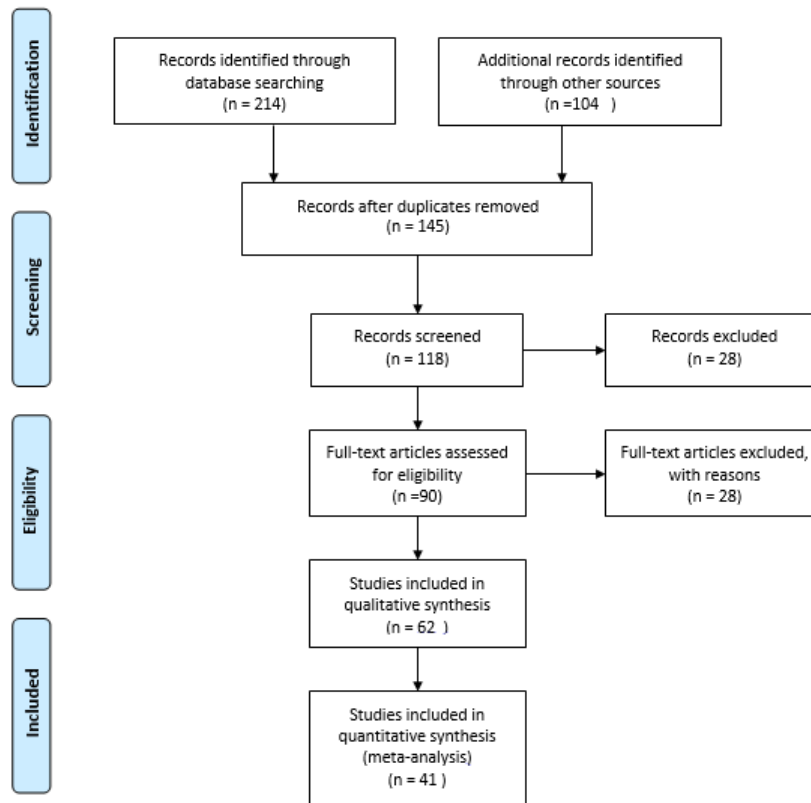 Identification
Records identified through
database searching
(n = 214)
Additional records identified
through other sources
(n =104 )
Records after duplicates removed
(n = 145)
Screening
Records screened
(n = 118)
Records excluded
(n = 28)
Eligibility
Full-text articles assessed
for eligibility
(n =90)
Full-text articles excluded,
with reasons
(n = 28)
Studies included in
qualitative synthesis
(n = 62 )
Included
Studies included in
quantitative synthesis
(meta-analysis)
(n = 41 )